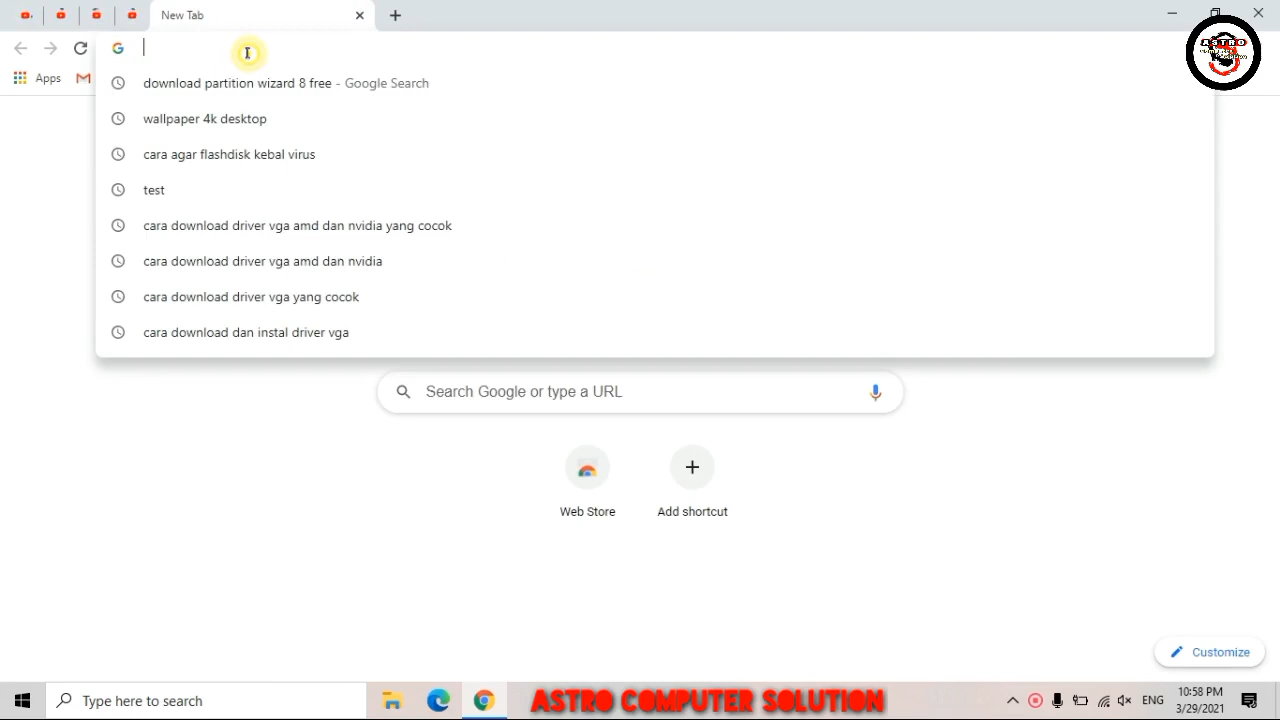 New Tab
Apps
download partition wizard 8 free - Google Search
wallpaper 4k desktop
cara agar flashdisk kebal virus
test
cara download driver vga amd dan nvidia yang cocok
cara download driver vga amd dan nvidia
cara download driver vga yang cocok
cara download dan instal driver vga
ASTRO
Search Google or type a URL
Web Store
Add shortcut
Customize
Type here to search
ASTRO COMPUTER SOLUTION
ENG
10:58 PM
3/29/2021